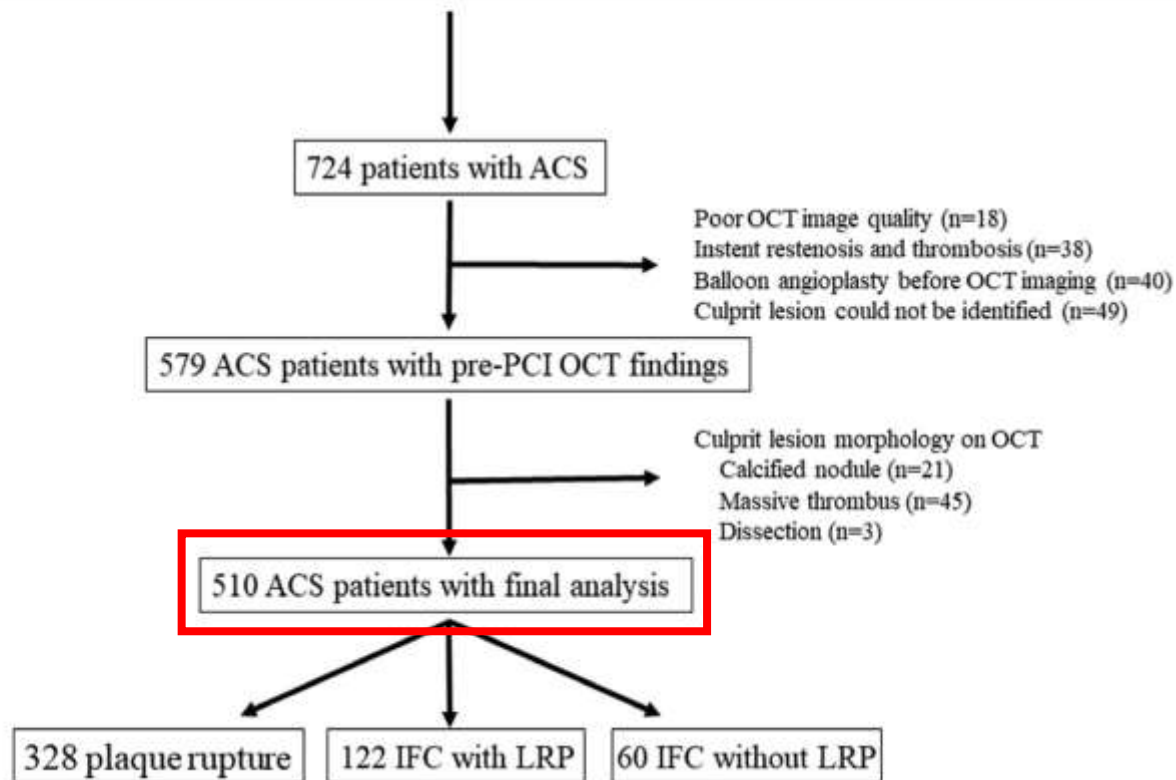 724 patients with ACS
Poor OCT image quality (n=18)
Instent restenosis and thrombosis (n=38)
Balloon angioplasty before OCT imaging (n=40)
Culprit lesion could not be identified (n=49)
579 ACS patients with pre-PCI OCT findings
Culprit lesion morphology on OCT
Calcified nodule (n=21)
Massive thrombus (n=45)
Dissection (n=3)
510 ACS patients with final analysis
328 plaque rupture
122 IFC with LRP
60 IFC without LRP